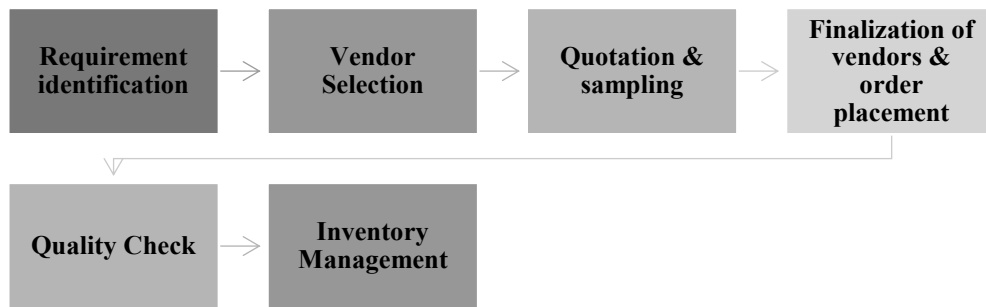 Requirement
identification
Vendor
Selection
Quotation &
sampling
Finalization of
vendors &
order
placement
Quality Check
Inventory
Management